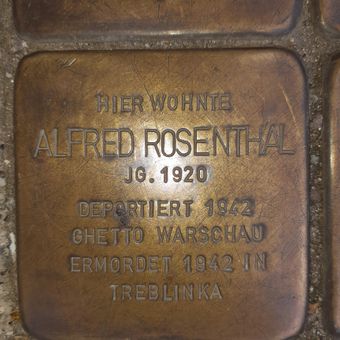 HIER WOHNTE
ALFRED ROSENTHAL
JG. 1920
DEPORTIERT 1942
GHETTO WARSCHAU
ERMORDET 1942 IN
TREBLINKA